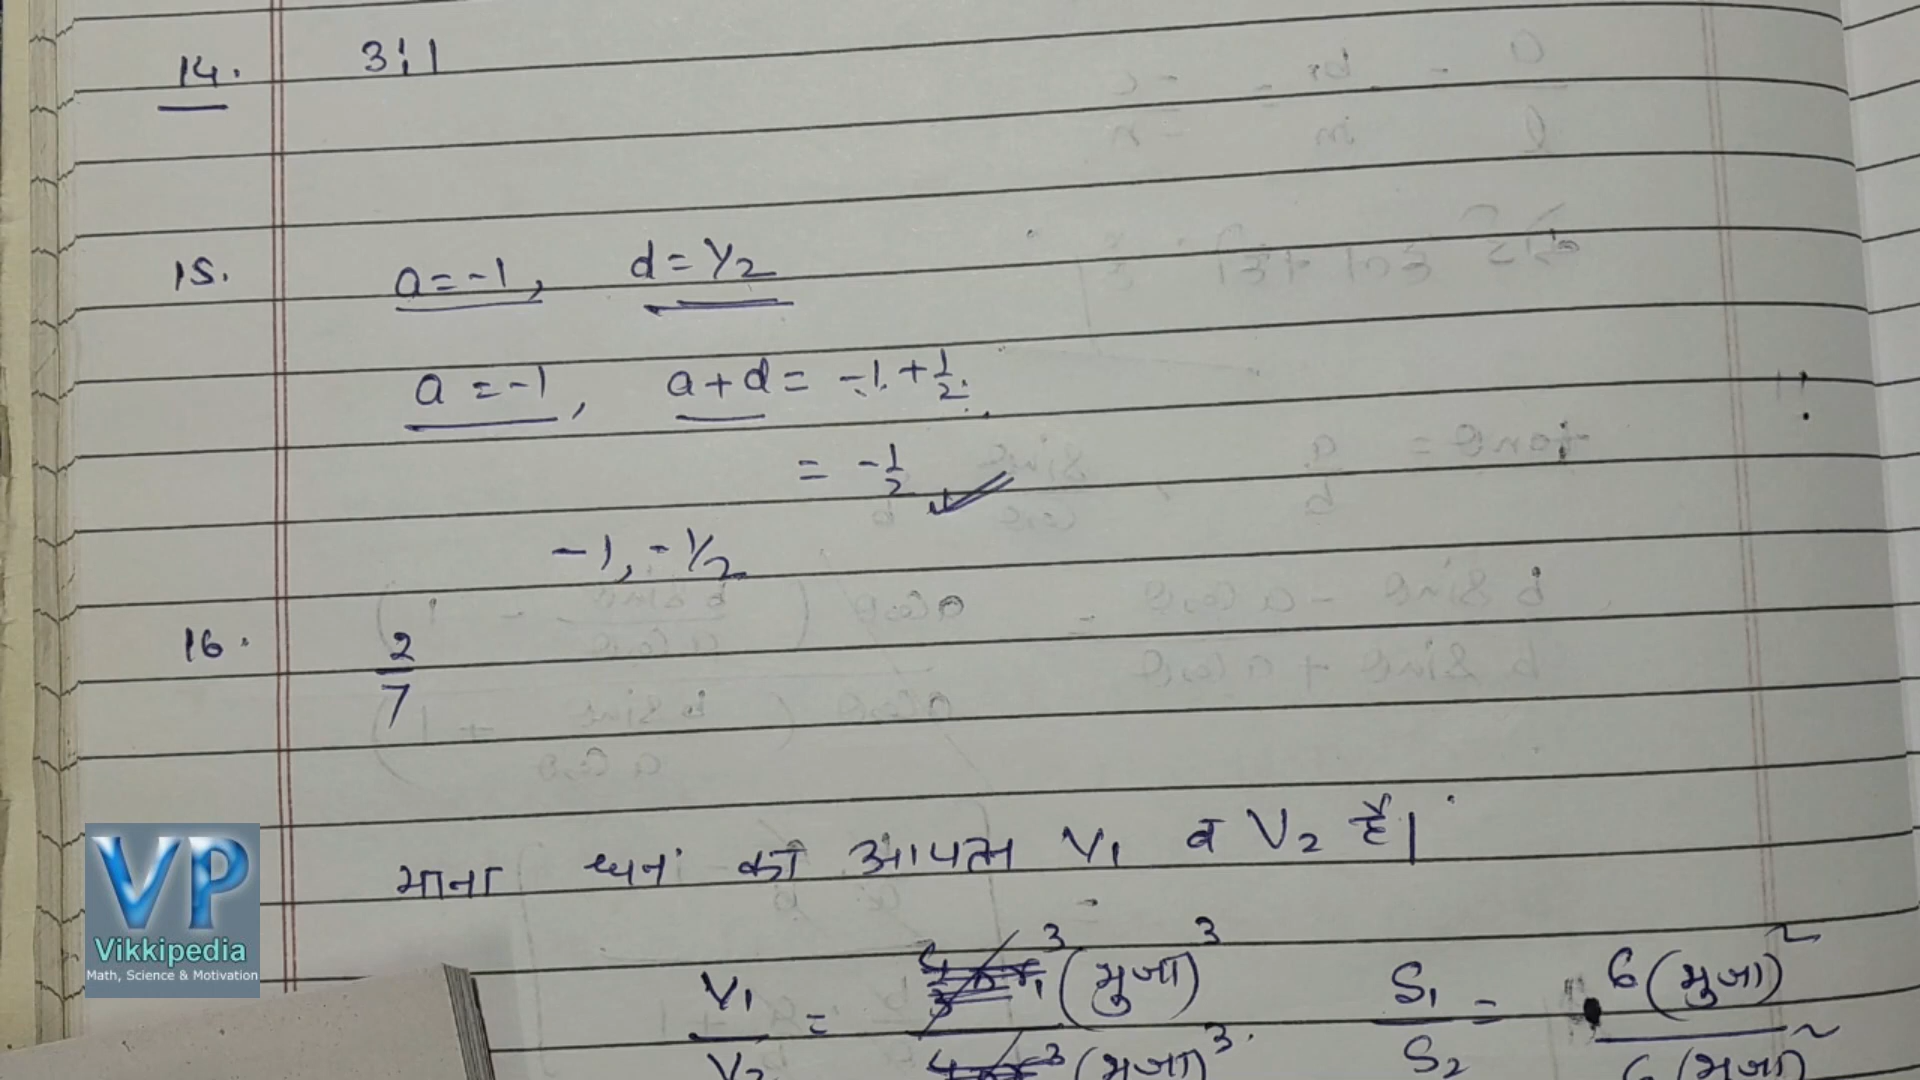 14. 3:1
15. a = -1, d = 1/2
a = -1, a + d = -1 + 1/2
= -1/2
-1, -1/2
16. 2/7
माना घनों का आयतन V₁ व V₂ है।
V₁/V₂ = (भुजा)³/(भुजा)³ S₁/S₂ = 6(भुजा)²/6(भुजा)²
VP
Vikkipedia
Math, Science & Motivation